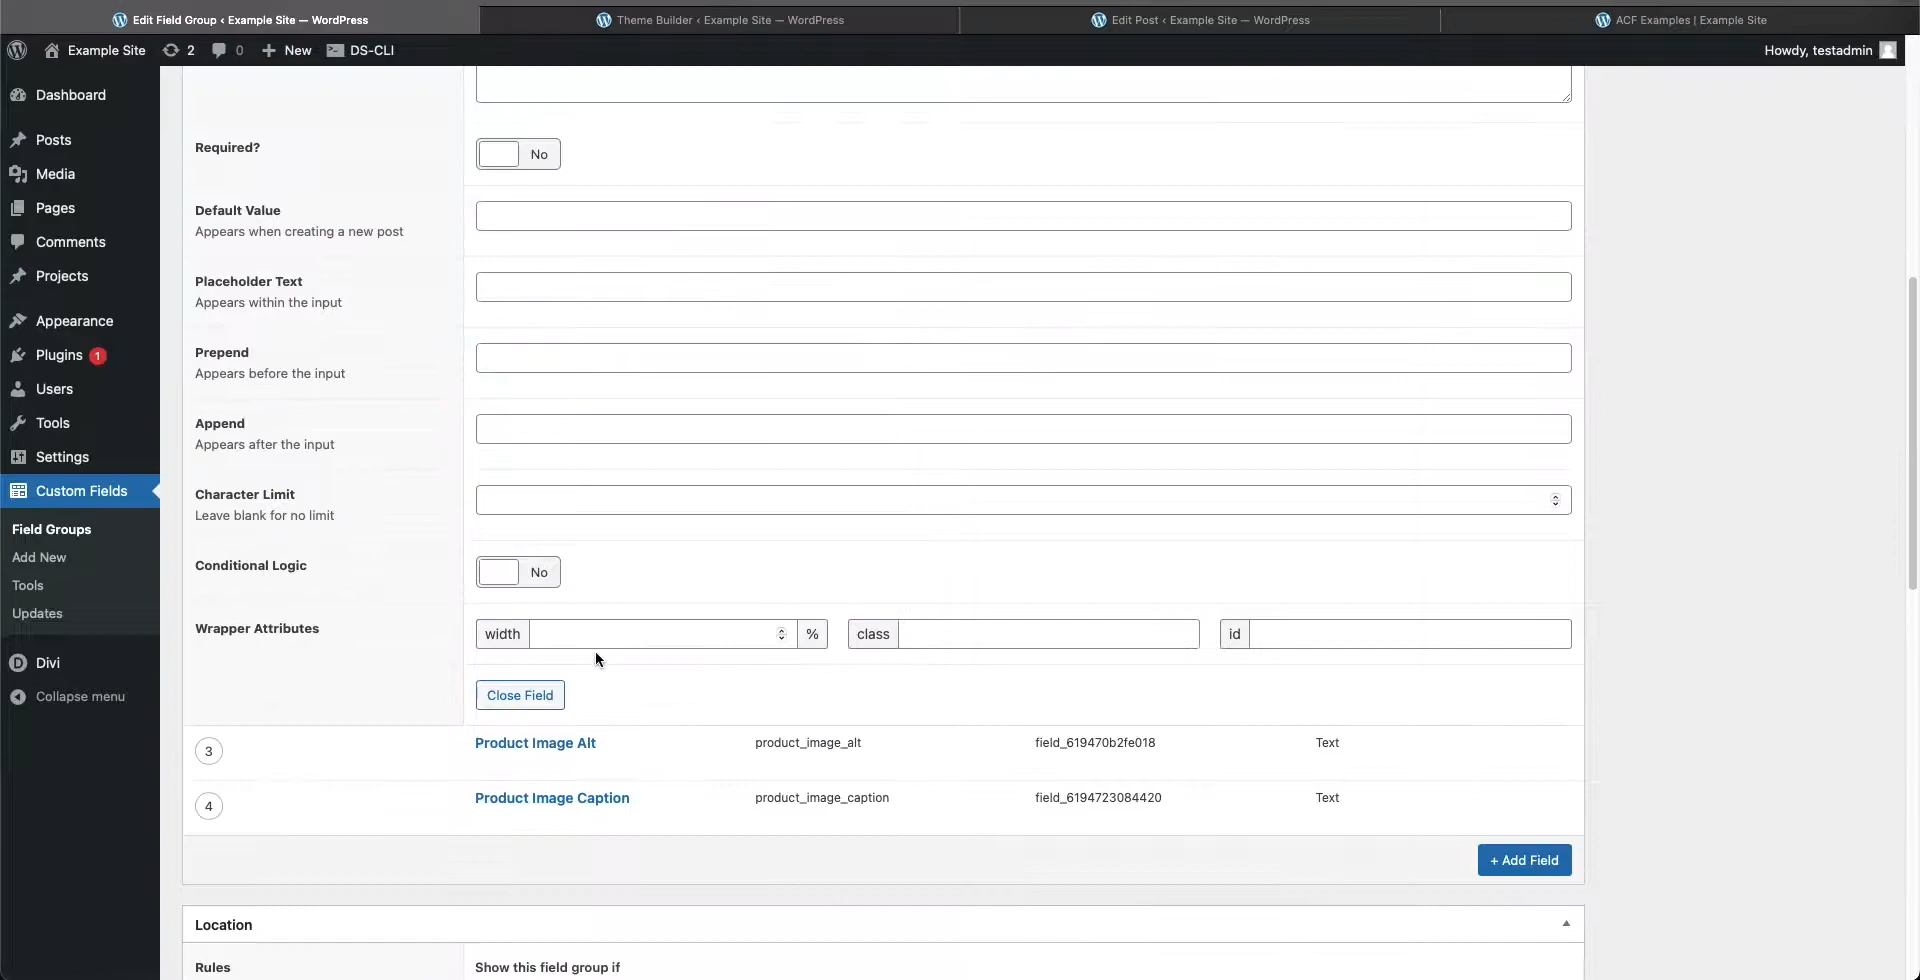 Edit Field Group ‹ Example Site — WordPress
Theme Builder ‹ Example Site — WordPress
Edit Post ‹ Example Site — WordPress
ACF Examples | Example Site
Example Site
2
0
New
DS-CLI
Howdy, testadmin
Dashboard
Posts
Media
Pages
Comments
Projects
Appearance
Plugins 1
Users
Tools
Settings
Custom Fields
Field Groups
Add New
Tools
Updates
Divi
Collapse menu
Required?
No
Default Value
Appears when creating a new post
Placeholder Text
Appears within the input
Prepend
Appears before the input
Append
Appears after the input
Character Limit
Leave blank for no limit
Conditional Logic
No
Wrapper Attributes
width
%
class
id
Close Field
3 Product Image Alt product_image_alt field_619470b2fe018 Text
4 Product Image Caption product_image_caption field_6194723084420 Text
+ Add Field
Location
Rules
Show this field group if